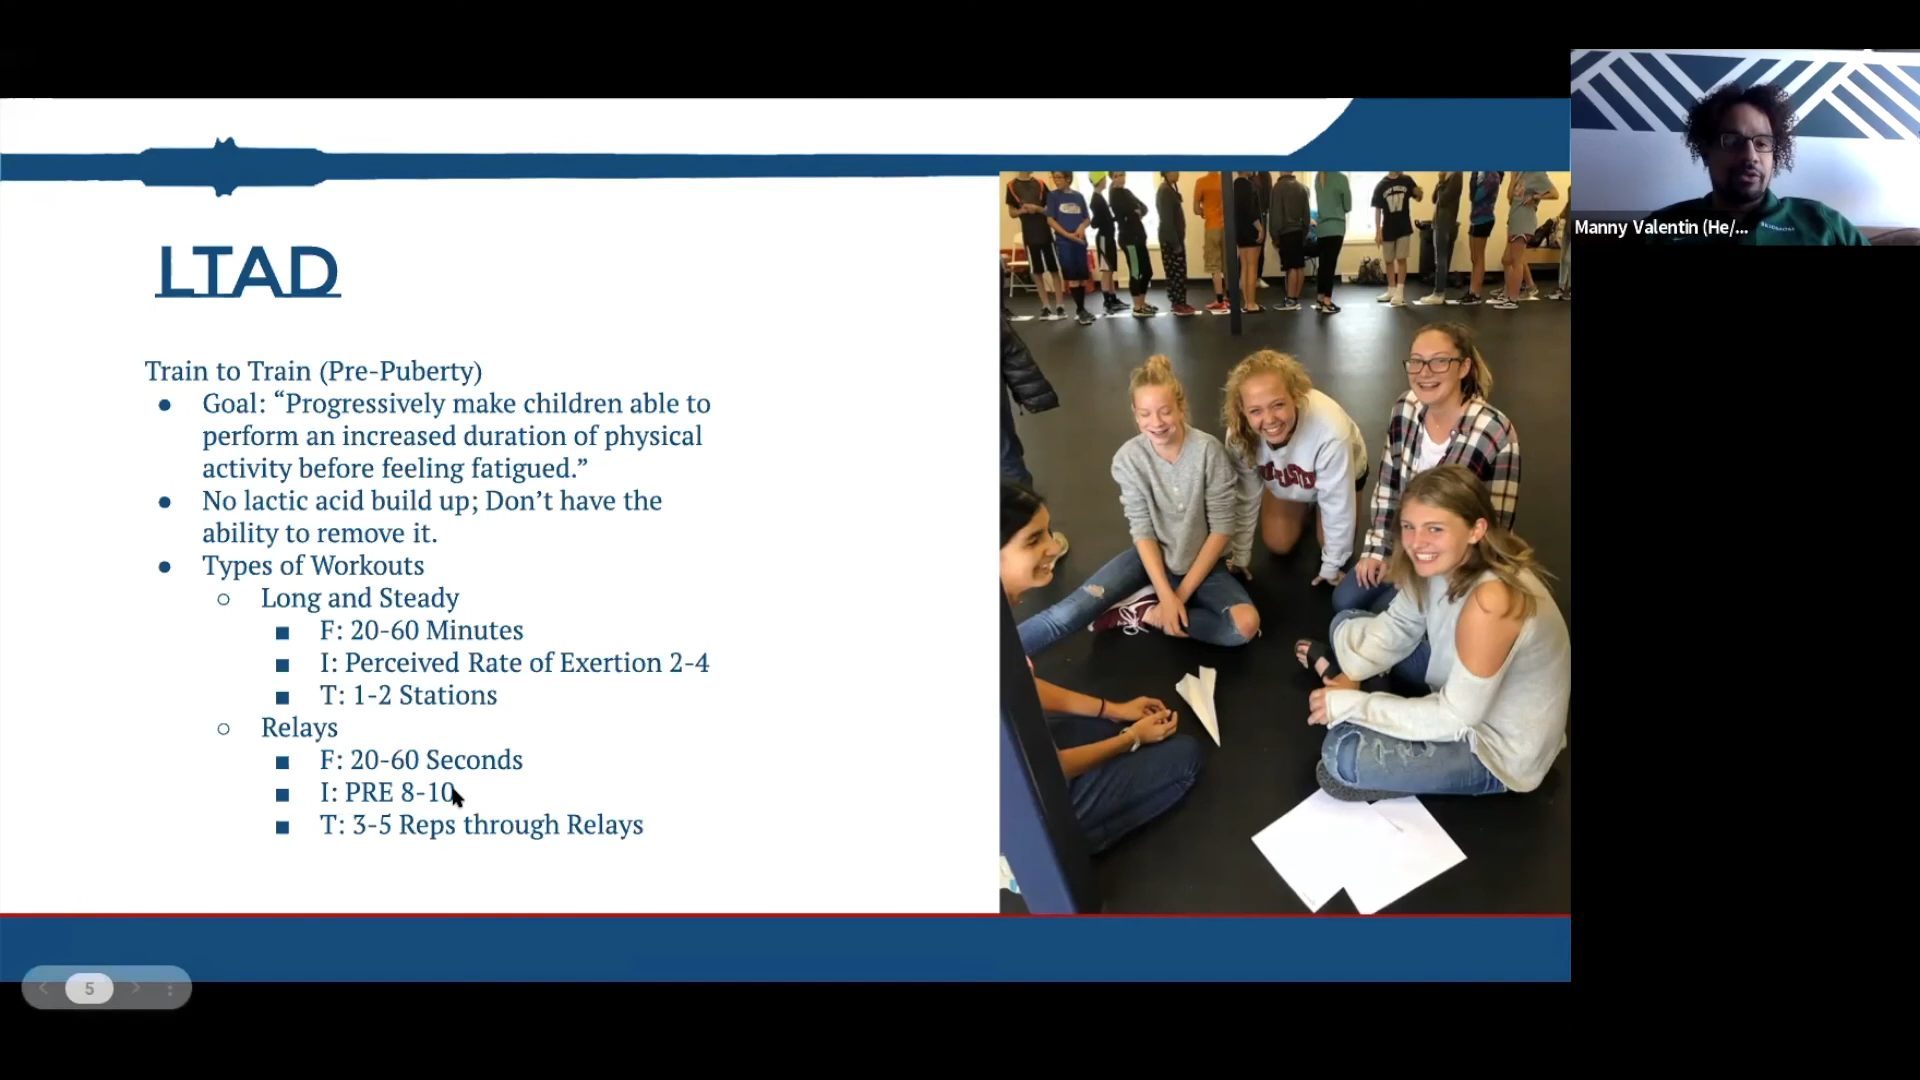 LTAD
Train to Train (Pre-Puberty)
● Goal: “Progressively make children able to
perform an increased duration of physical
activity before feeling fatigued.”
● No lactic acid build up; Don’t have the
ability to remove it.
● Types of Workouts
○ Long and Steady
■ F: 20-60 Minutes
■ I: Perceived Rate of Exertion 2-4
■ T: 1-2 Stations
○ Relays
■ F: 20-60 Seconds
■ I: PRE 8-10
■ T: 3-5 Reps through Relays
Manny Valentin (He/...
5